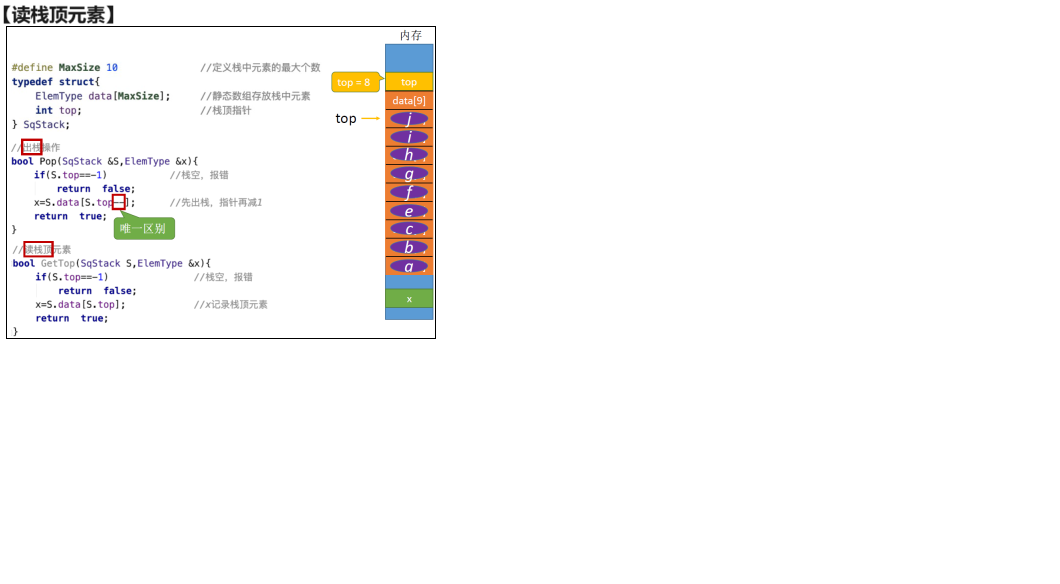 【读栈顶元素】
内存
#define MaxSize 10 //定义栈中元素的最大个数
typedef struct{
ElemType data[MaxSize]; //静态数组存放栈中元素
int top; //栈顶指针
} SqStack;
top = 8
top
data[9]
top
j
i
h
g
f
e
c
b
a
x
//出栈操作
bool Pop(SqStack &S,ElemType &x){
if(S.top==-1) //栈空，报错
return false;
x=S.data[S.top--]; //先出栈，指针再减1
return true;
}
唯一区别
//读栈顶元素
bool GetTop(SqStack S,ElemType &x){
if(S.top==-1) //栈空，报错
return false;
x=S.data[S.top]; //x记录栈顶元素
return true;
}